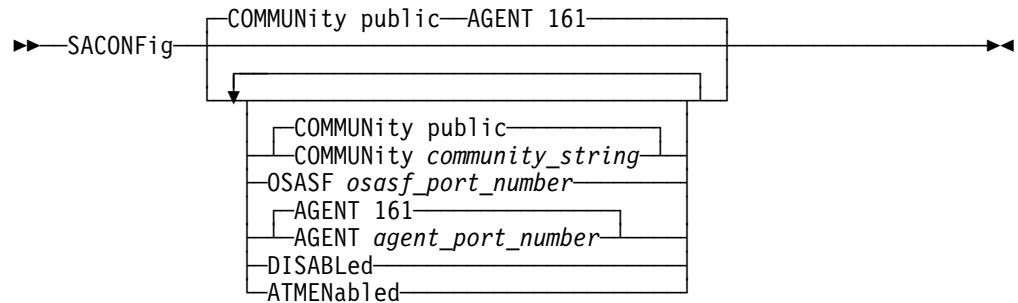 COMMUNity public AGENT 161
SACONFig
COMMUNity public
COMMUNity community_string
OSASF osasf_port_number
AGENT 161
AGENT agent_port_number
DISABLed
ATMENabled